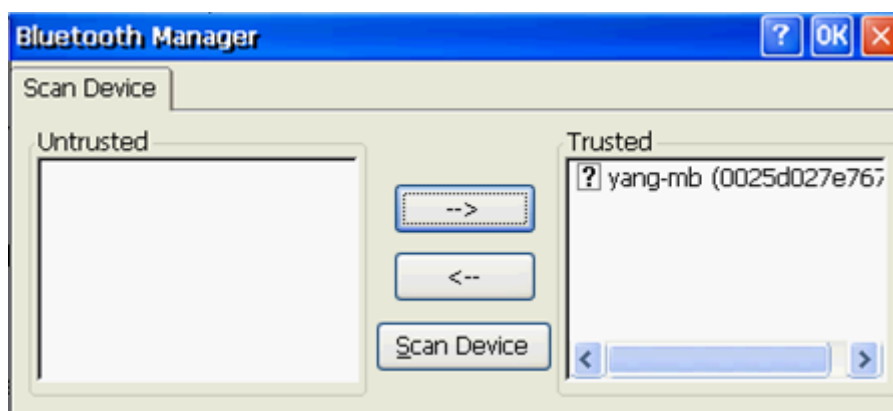 Bluetooth Manager ? OK ×
Scan Device
Untrusted
Trusted
? yang-mb (0025d027e767
-->
<--
Scan Device